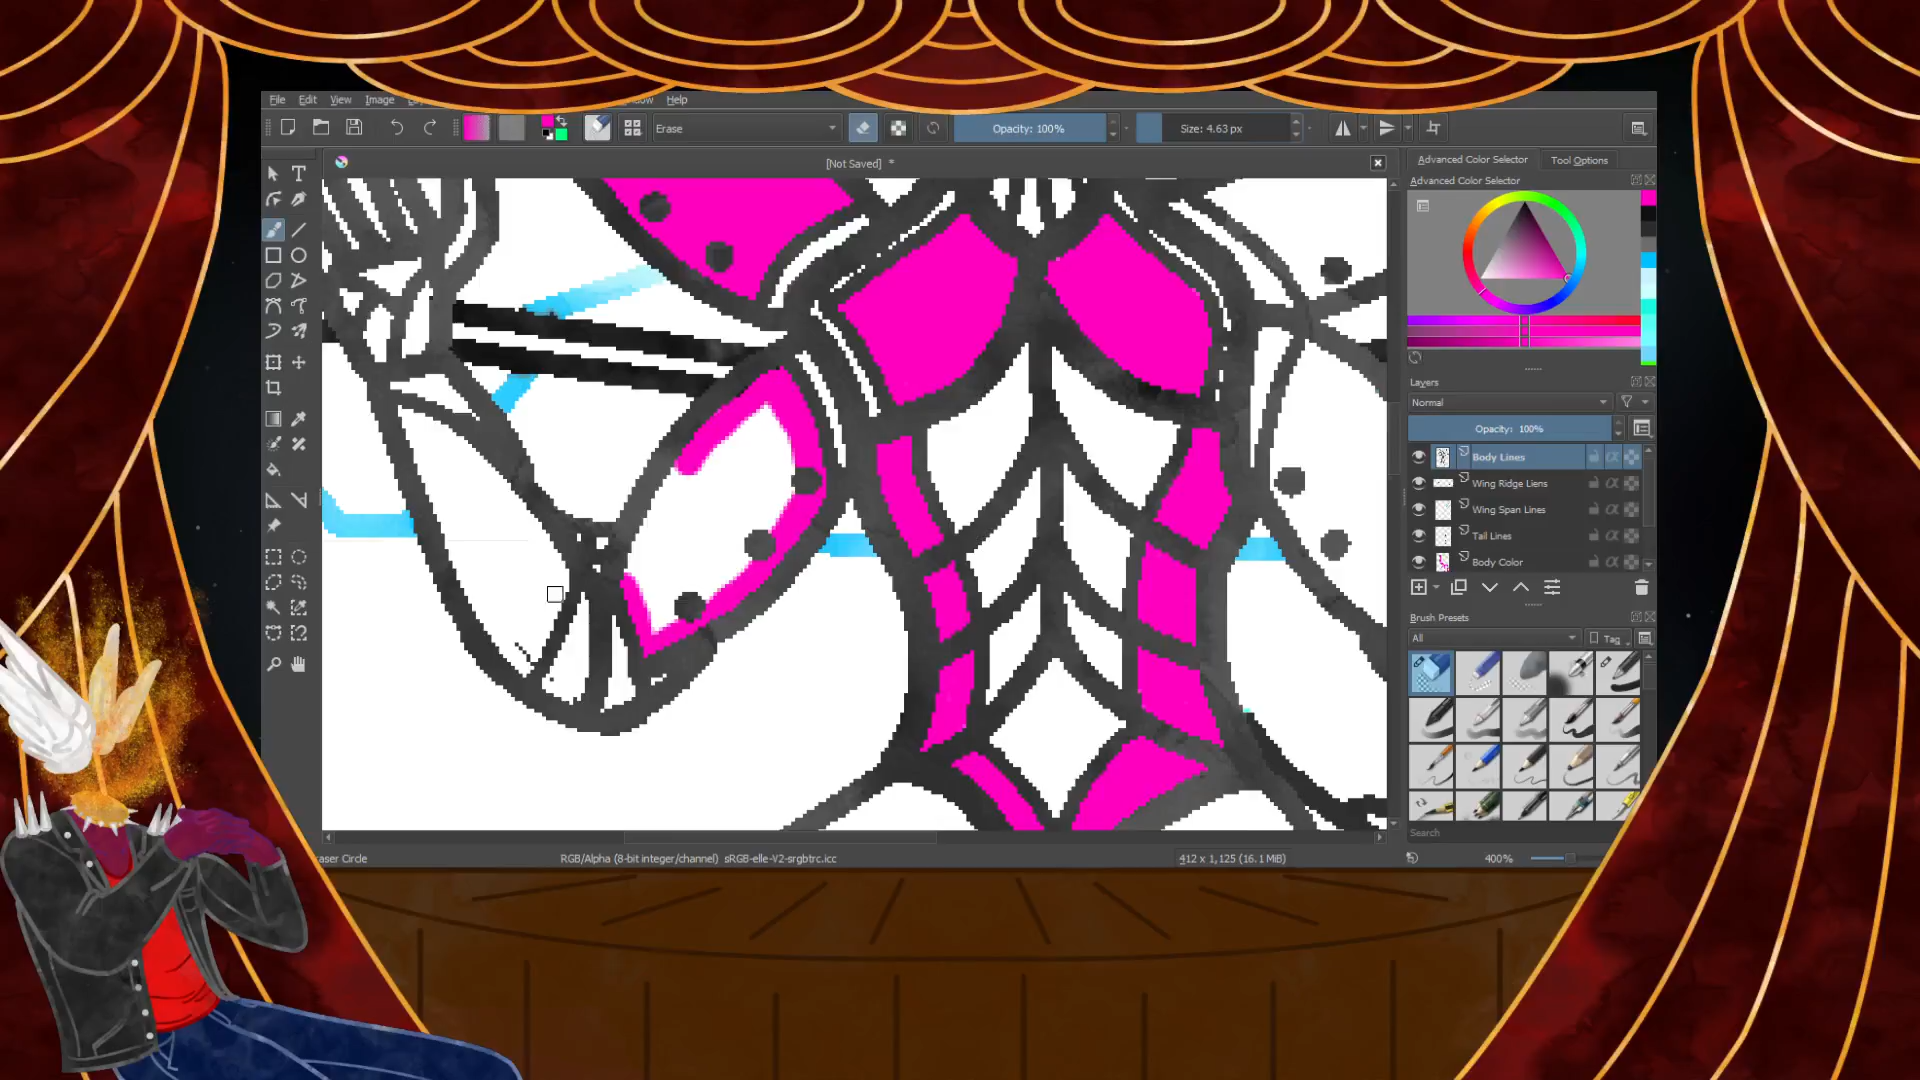 File Edit View Image
Help
Erase
Opacity: 100%
Size: 4.63 px
[Not Saved] *
Advanced Color Selector
Tool Options
Advanced Color Selector
Layers
Normal
Opacity: 100%
Body Lines
Wing Ridge Liens
Wing Span Lines
Tail Lines
Body Color
Brush Presets
All
Tag
Search
Circle
RGB/Alpha (8-bit integer/channel) sRGB-elle-V2-srgbtrc.icc
412 x 1,125 (16.1 MiB)
400%